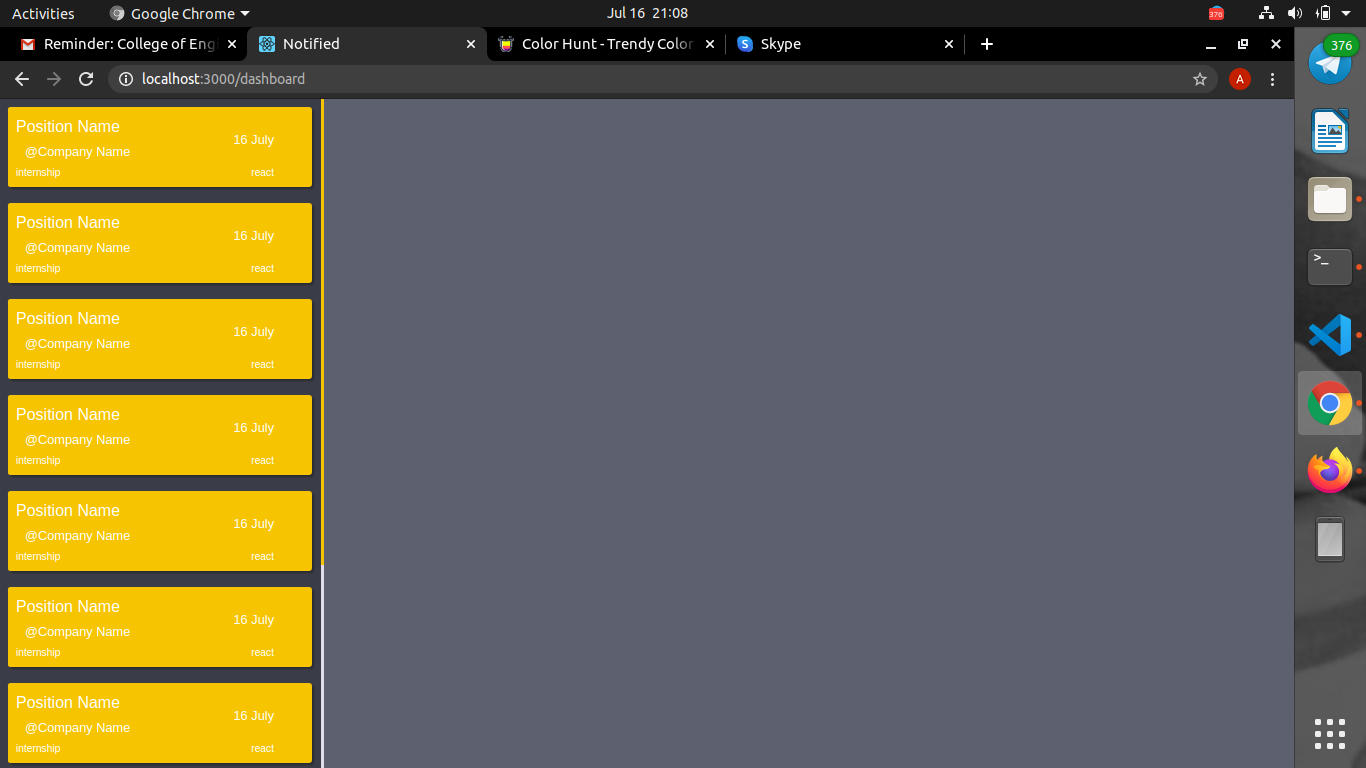 Activities Google Chrome Jul 16 21:08 376
Reminder: College of Eng Notified Color Hunt - Trendy Color Skype
localhost:3000/dashboard A
376
>_
Position Name
16 July
@Company Name
internship react
Position Name
16 July
@Company Name
internship react
Position Name
16 July
@Company Name
internship react
Position Name
16 July
@Company Name
internship react
Position Name
16 July
@Company Name
internship react
Position Name
16 July
@Company Name
internship react
Position Name
16 July
@Company Name
internship react